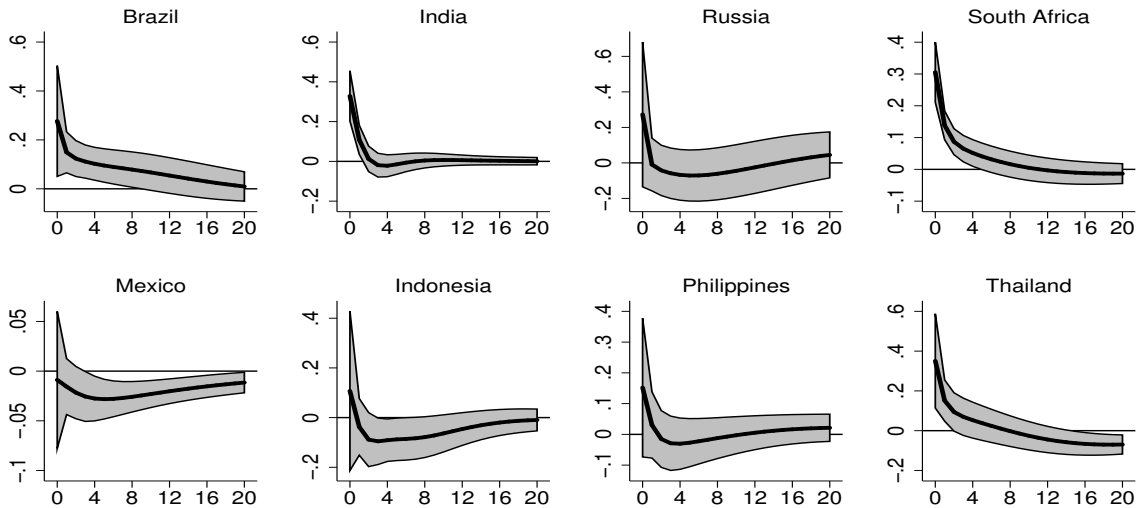 Brazil India Russia South Africa
.6 .6 .6 .4
.4 .4 .4 .3
.2 .2 .2 .2
0 0 0 .1
-.2 -.2 0
-.1
0 4 8 12 16 20 0 4 8 12 16 20 0 4 8 12 16 20 0 4 8 12 16 20
Mexico Indonesia Philippines Thailand
.05 .4 .4 .6
0 .2 .3 .4
-.05 0 .2 .2
-.1 -.2 .1 0
0 -.2
-.1
0 4 8 12 16 20 0 4 8 12 16 20 0 4 8 12 16 20 0 4 8 12 16 20